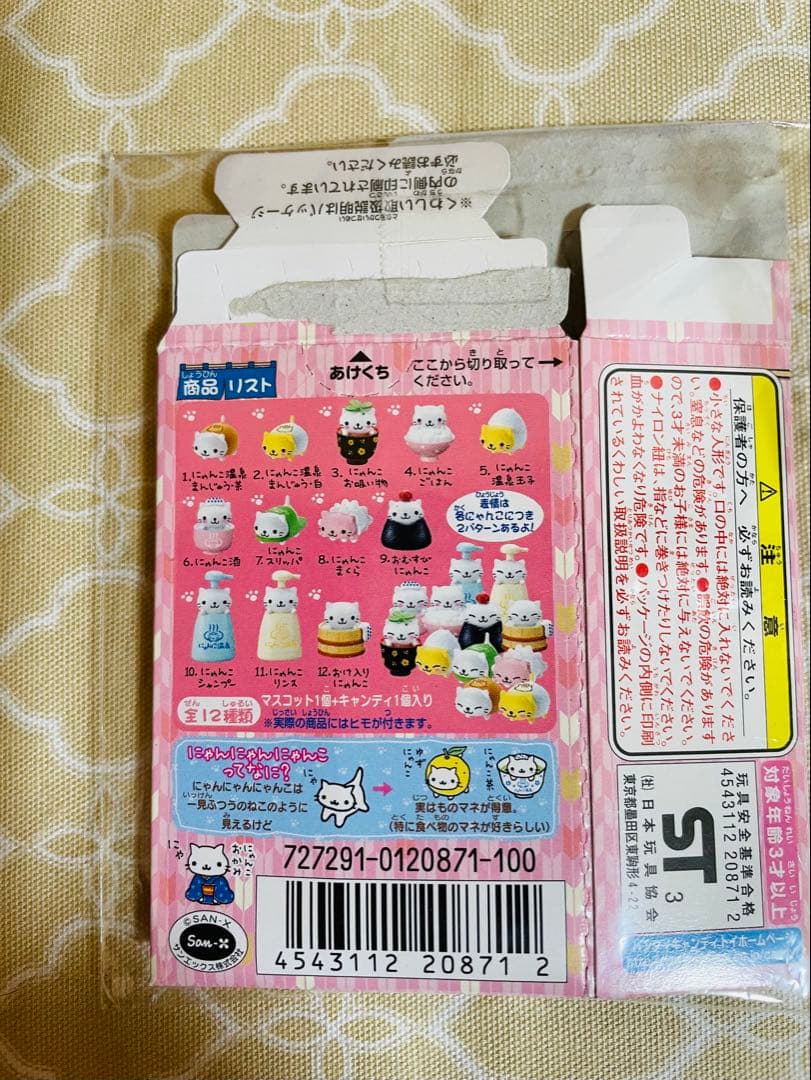 ※くわしい取扱説明はパッケージ
の内側に印刷されています。
必ずお読みください。
あけくち
ここから切り取って
ください。
商品リスト
1.にゃんこ温泉
まんじゅう・茶
2.にゃんこ温泉
まんじゅう・白
3.にゃんこ
お吸い物
4.にゃんこ
ごはん
5.にゃんこ
温泉玉子
6.にゃんこ酒
7.にゃんこ
スリッパ
8.にゃんこ
まくら
9.おむすび
にゃんこ
表情は
各にゃんこにつき
2パターンあるよ!
10.にゃんこ
シャンプー
11.にゃんこ
リンス
12.おけ入り
にゃんこ
全12種類
マスコット1個+キャンディ1個入り
※実際の商品にはヒモが付きます。
にゃんにゃんにゃんこ
ってなに?
にゃんにゃんにゃんこは
一見ふつうのねこのように
見えるけど
実はものマネが得意。
(特に食べ物のマネが好きらしい)
727291-0120871-100
にゃんこ
おかみ
©SAN-X
San-X
サンエックス株式会社
4543112 208712
注意
保護者の方へ 必ずお読みください。
●小さな人形です。口の中には絶対に入れないでくださ
い。窒息などの危険があります。●誤飲の危険があります
ので、3才未満のお子様には絶対に与えないでください。
●ナイロン紐は、指などに巻きつけたりしないでください。
血がかよわなくなり危険です。●パッケージの内側に印刷
されているくわしい取扱説明を必ずお読みください。
対象年齢3才以上
玩具安全基準合格
4543112 208712
ST
3
(社)日本玩具協会
東京都墨田区東駒形4-22